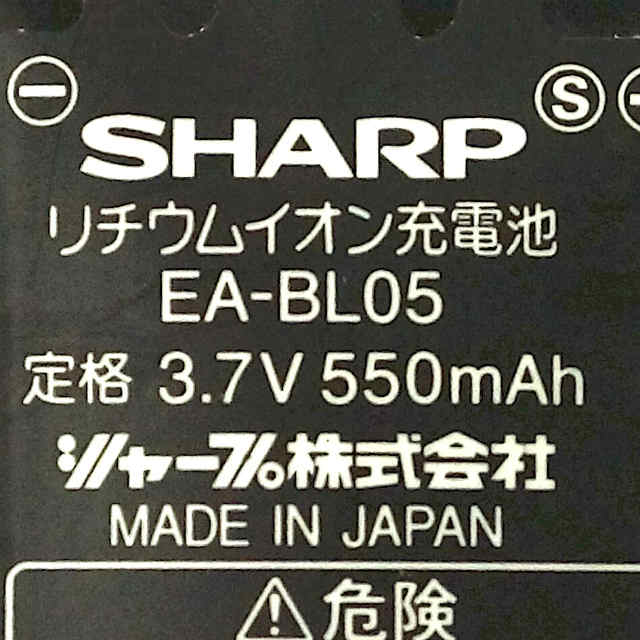 S
SHARP
リチウムイオン充電池
EA-BL05
定格 3.7V 550mAh
シャープ株式会社
MADE IN JAPAN
危険